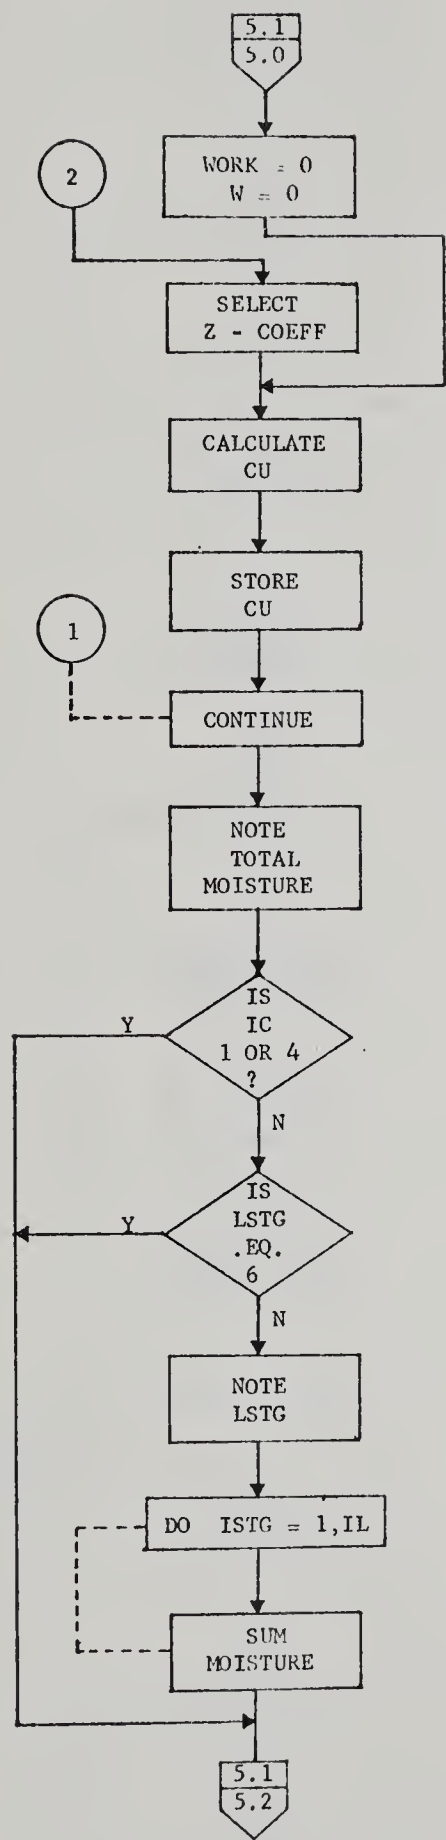 5.1
5.0
WORK = 0
W = 0
2
SELECT
Z - COEFF
CALCULATE
CU
STORE
CU
1
CONTINUE
NOTE
TOTAL
MOISTURE
IS
IC
1 OR 4
?
Y
N
IS
LSTG
.EQ.
6
Y
N
NOTE
LSTG
DO ISTG = 1,IL
SUM
MOISTURE
5.1
5.2